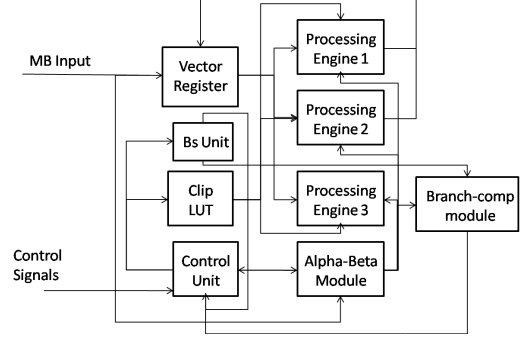 MB Input
Vector
Register
Processing
Engine 1
Processing
Engine 2
Bs Unit
Clip
LUT
Processing
Engine 3
Branch-comp
module
Control
Signals
Control
Unit
Alpha-Beta
Module